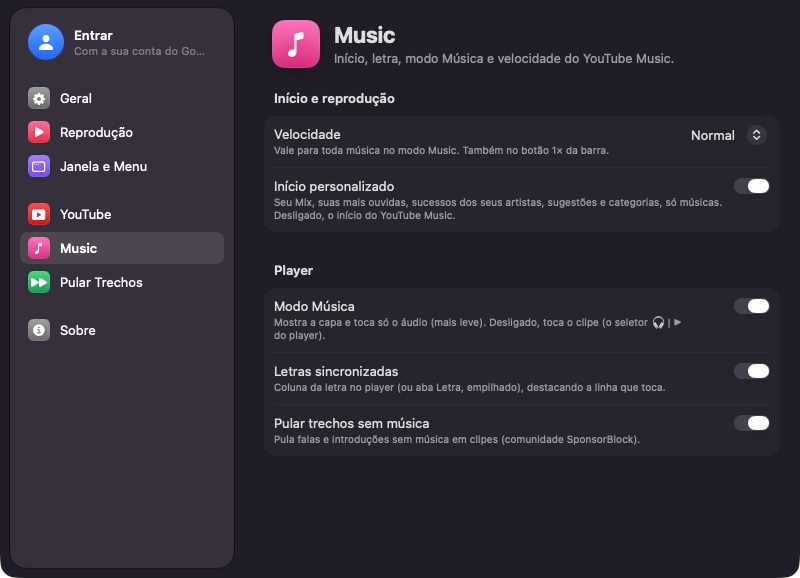 Entrar
Com a sua conta do Go...
Geral
Reprodução
Janela e Menu
YouTube
Music
Pular Trechos
Sobre
Music
Início, letra, modo Música e velocidade do YouTube Music.
Início e reprodução
Velocidade
Normal
Vale para toda música no modo Music. Também no botão 1× da barra.
Início personalizado
Seu Mix, suas mais ouvidas, sucessos dos seus artistas, sugestões e categorias, só músicas.
Desligado, o início do YouTube Music.
Player
Modo Música
Mostra a capa e toca só o áudio (mais leve). Desligado, toca o clipe (o seletor 🎧 | ▶
do player).
Letras sincronizadas
Coluna da letra no player (ou aba Letra, empilhado), destacando a linha que toca.
Pular trechos sem música
Pula falas e introduções sem música em clipes (comunidade SponsorBlock).